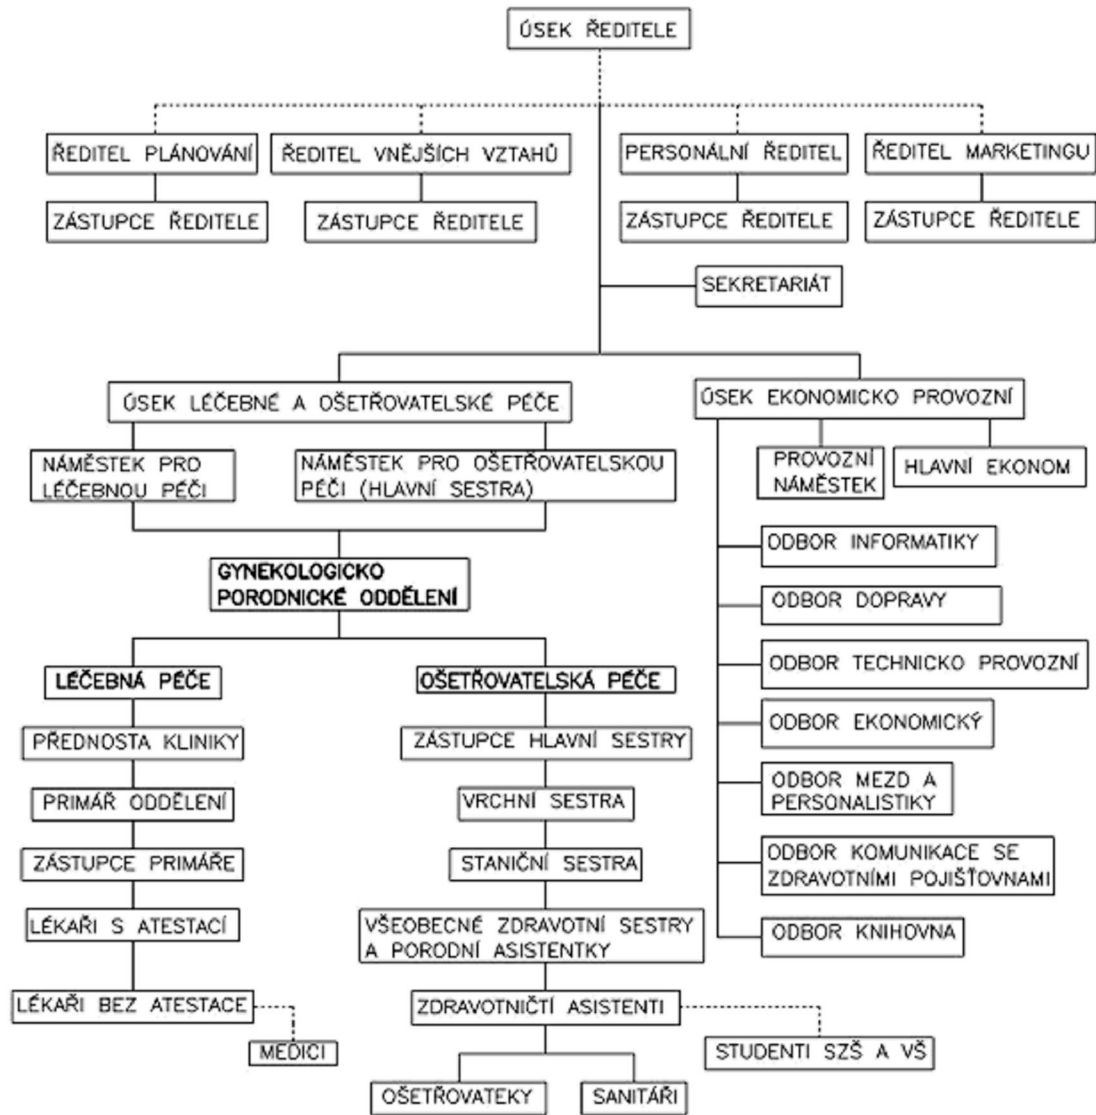 ÚSEK ŘEDITELE
ŘEDITEL PLÁNOVÁNÍ
ŘEDITEL VNĚJŠÍCH VZTAHŮ
PERSONÁLNÍ ŘEDITEL
ŘEDITEL MARKETINGU
ZÁSTUPCE ŘEDITELE
ZÁSTUPCE ŘEDITELE
ZÁSTUPCE ŘEDITELE
ZÁSTUPCE ŘEDITELE
SEKRETARIÁT
ÚSEK LÉČEBNÉ A OŠETŘOVATELSKÉ PÉČE
NÁMĚSTEK PRO
LÉČEBNOU PÉČI
NÁMĚSTEK PRO OŠETŘOVATELSKOU
PÉČI (HLAVNÍ SESTRA)
GYNEKOLOGICKO
PORODNICKÉ ODDĚLENÍ
LÉČEBNÁ PÉČE
PŘEDNOSTA KLINIKY
PRIMÁŘ ODDĚLENÍ
ZÁSTUPCE PRIMÁŘE
LÉKAŘI S ATESTACÍ
LÉKAŘI BEZ ATESTACE
MEDICI
OŠETŘOVATELSKÁ PÉČE
ZÁSTUPCE HLAVNÍ SESTRY
VRCHNÍ SESTRA
STANIČNÍ SESTRA
VŠEOBECNÉ ZDRAVOTNÍ SESTRY
A PORODNÍ ASISTENTKY
ZDRAVOTNIČTÍ ASISTENTI
STUDENTI SZŠ A VŠ
OŠETŘOVATEKY
SANITÁŘI
ÚSEK EKONOMICKO PROVOZNÍ
PROVOZNÍ
NÁMĚSTEK
HLAVNÍ EKONOM
ODBOR INFORMATIKY
ODBOR DOPRAVY
ODBOR TECHNICKO PROVOZNÍ
ODBOR EKONOMICKÝ
ODBOR MEZD A
PERSONALISTIKY
ODBOR KOMUNIKACE SE
ZDRAVOTNÍMI POJIŠŤOVNAMI
ODBOR KNIHOVNA